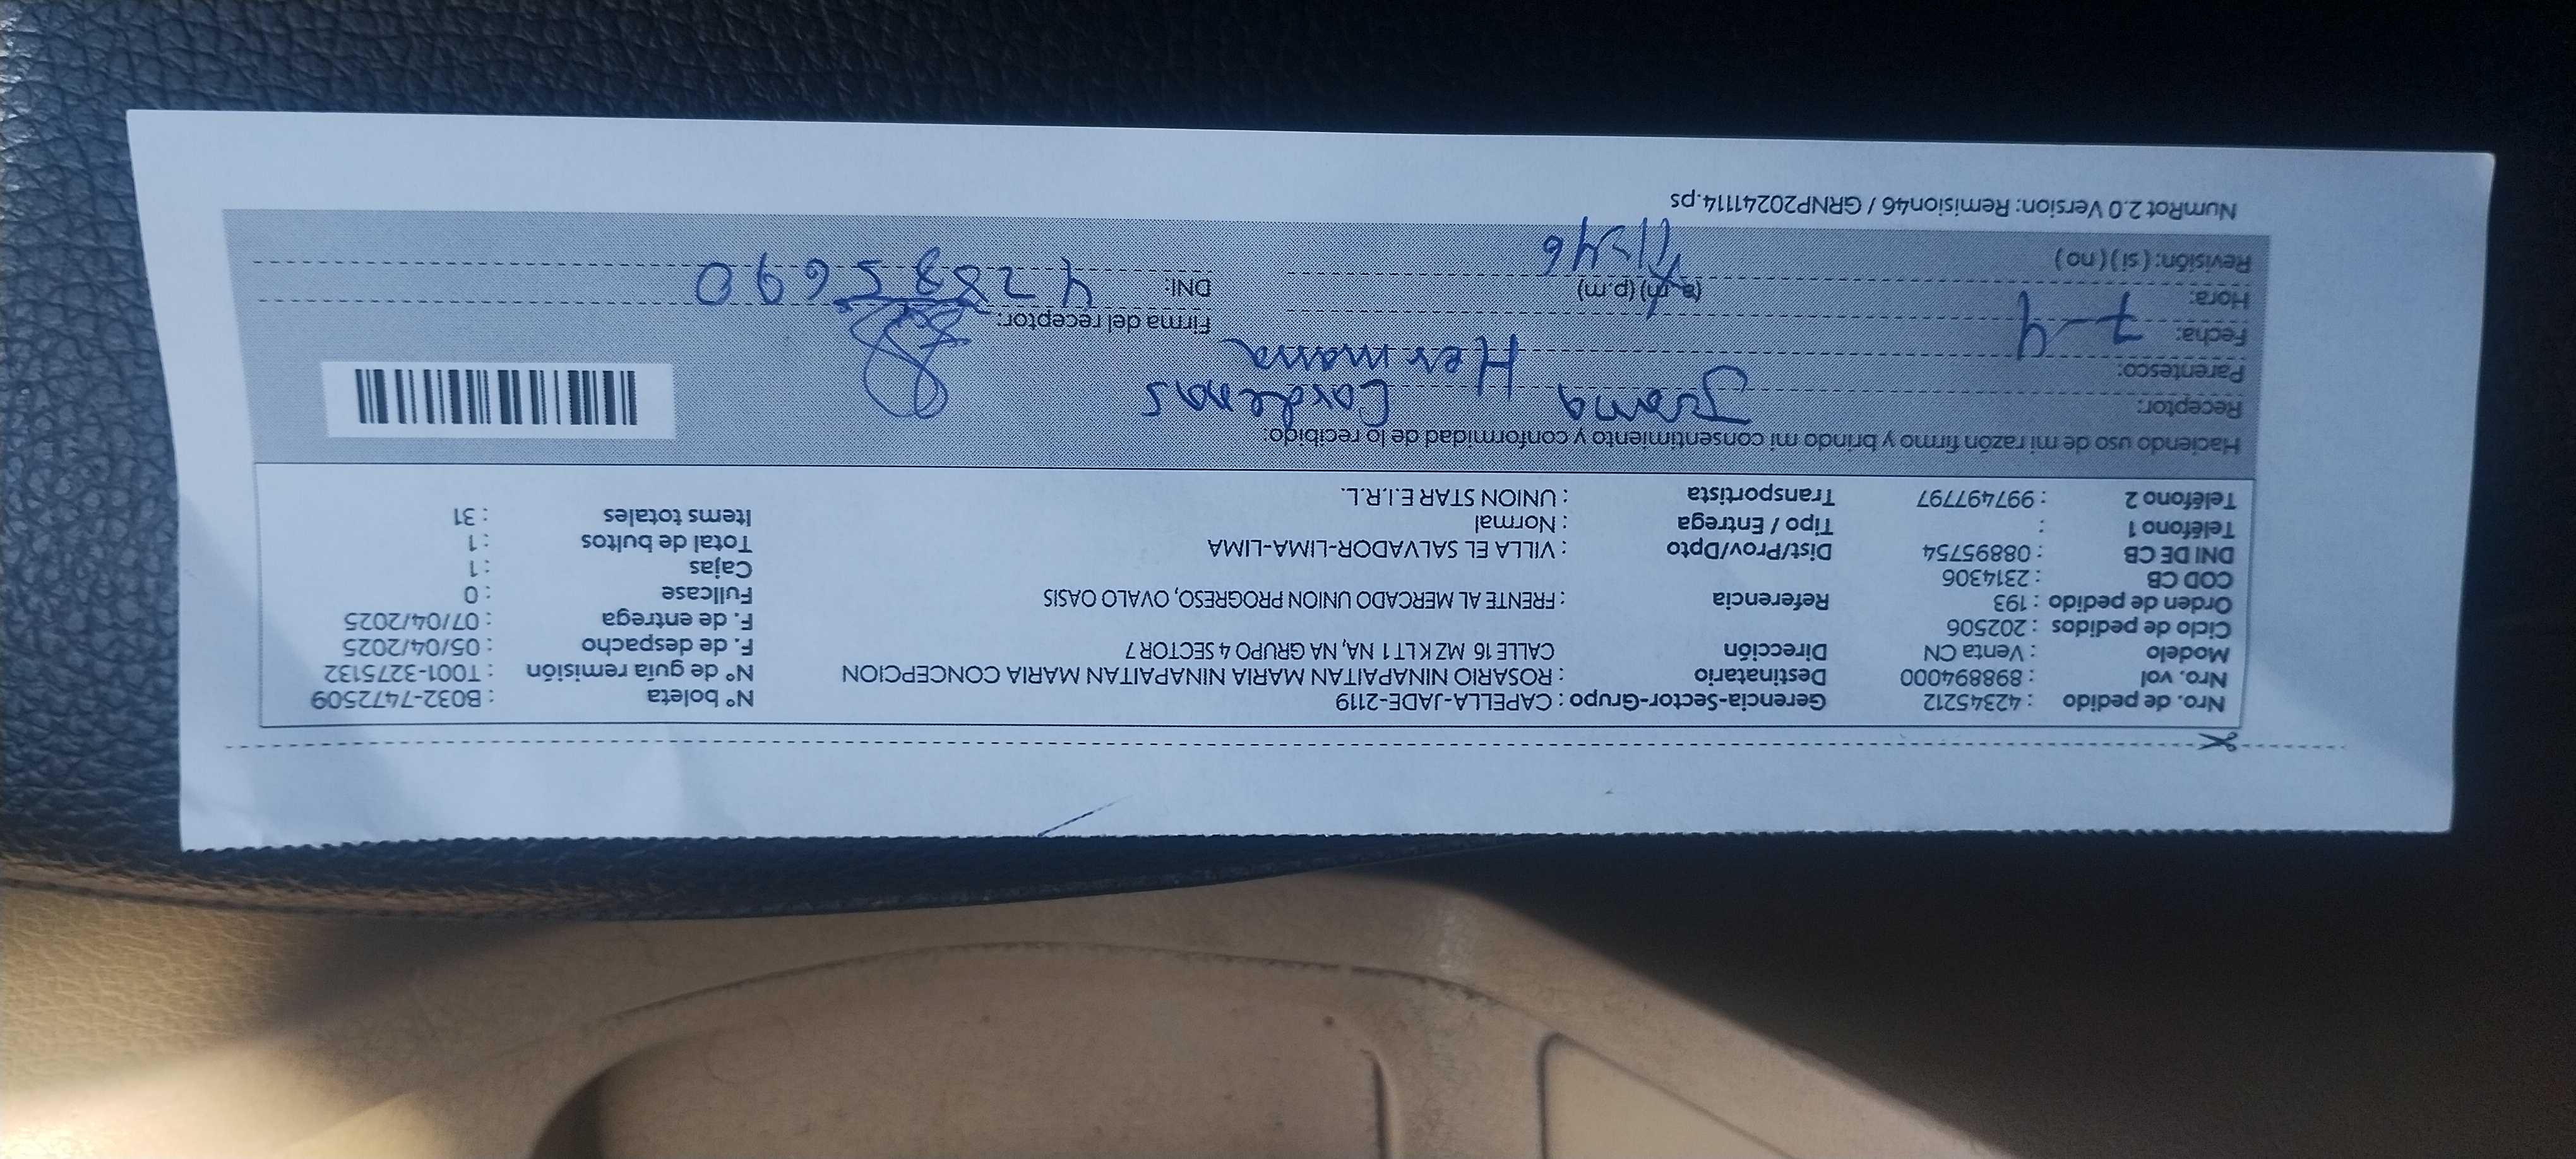 Nro. de pedido : 42345212 Gerencia-Sector-Grupo : CAPELLA-JADE-2119 N° boleta : B032-7472509
Nro. vol : 898894000 Destinatario : ROSARIO NINAPAITAN MARIA NINAPAITAN MARIA CONCEPCION N° de guía remisión : T001-3275132
Modelo : Venta CN Dirección CALLE 16 MZ K LT 1 NA, NA GRUPO 4 SECTOR 7 F. de despacho : 05/04/2025
Ciclo de pedidos : 202506 F. de entrega : 07/04/2025
Orden de pedido : 193 Referencia : FRENTE AL MERCADO UNION PROGRESO, OVALO OASIS Fullcase : 0
COD CB : 2314306 Cajas : 1
DNI DE CB : 08895754 Dist/Prov/Dpto : VILLA EL SALVADOR-LIMA-LIMA Total de bultos : 1
Teléfono 1 : Tipo / Entrega : Normal Items totales : 31
Teléfono 2 : 997497797 Transportista : UNION STAR E.I.R.L.
Haciendo uso de mi razón firmo y brindo mi consentimiento y conformidad de lo recibido:
Receptor: Juana Cardenas
Parentesco: Hermana
Fecha: 7-4 Firma del receptor:
Hora: (a.m) (p.m) DNI: 42835690
Revisión: ( si ) ( no ) 11:46
NumRot 2.0 Version: Remision46 / GRNP20241114.ps